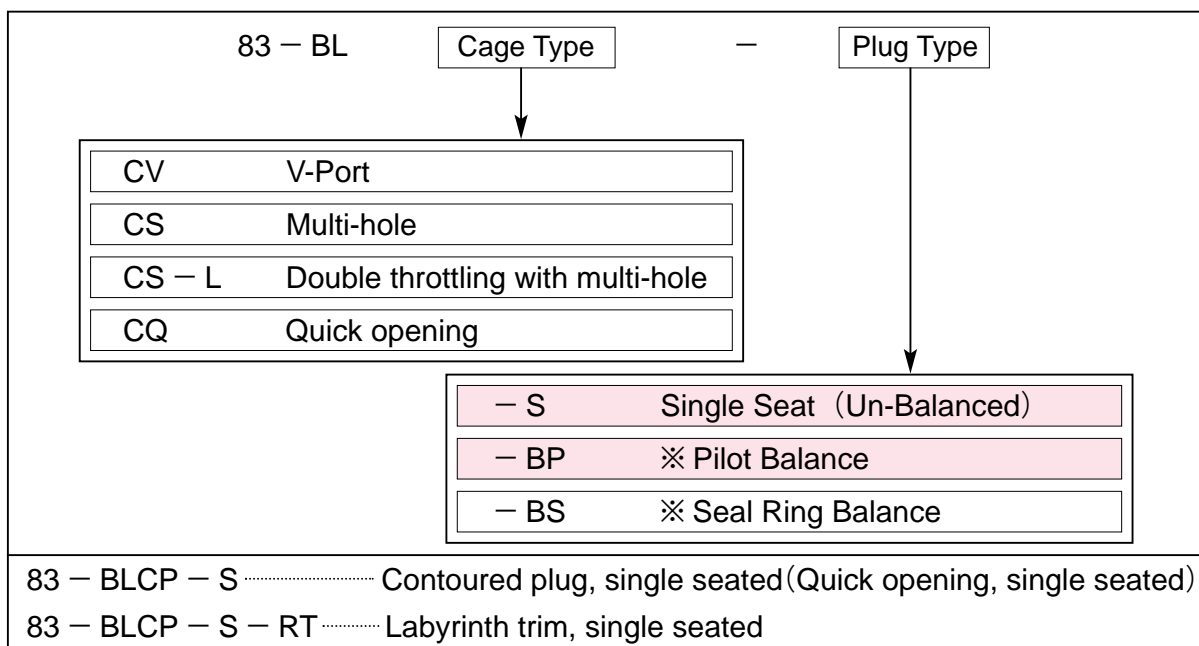 83 － BL Cage Type － Plug Type
CV V-Port
CS Multi-hole
CS － L Double throttling with multi-hole
CQ Quick opening
－ S Single Seat（Un-Balanced）
－ BP ※ Pilot Balance
－ BS ※ Seal Ring Balance
83 － BLCP － S ················ Contoured plug, single seated（Quick opening, single seated）
83 － BLCP － S － RT ········ Labyrinth trim, single seated